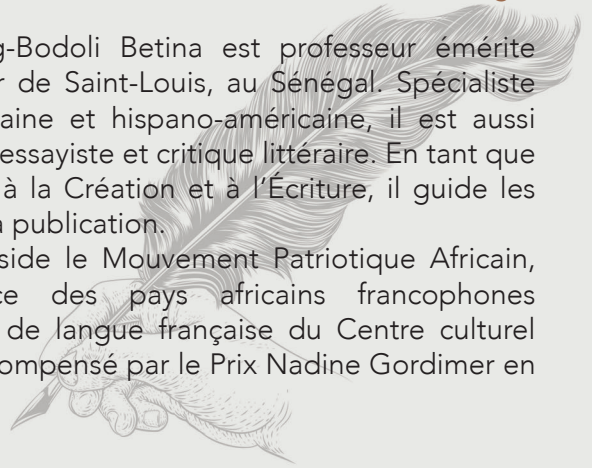 g-Bodoli Betina est professeur émérite
r de Saint-Louis, au Sénégal. Spécialiste
aine et hispano-américaine, il est aussi
essayiste et critique littéraire. En tant que
à la Création et à l’Écriture, il guide les
a publication.
side le Mouvement Patriotique Africain,
ce des pays africains francophones
de langue française du Centre culturel
ompensé par le Prix Nadine Gordimer en